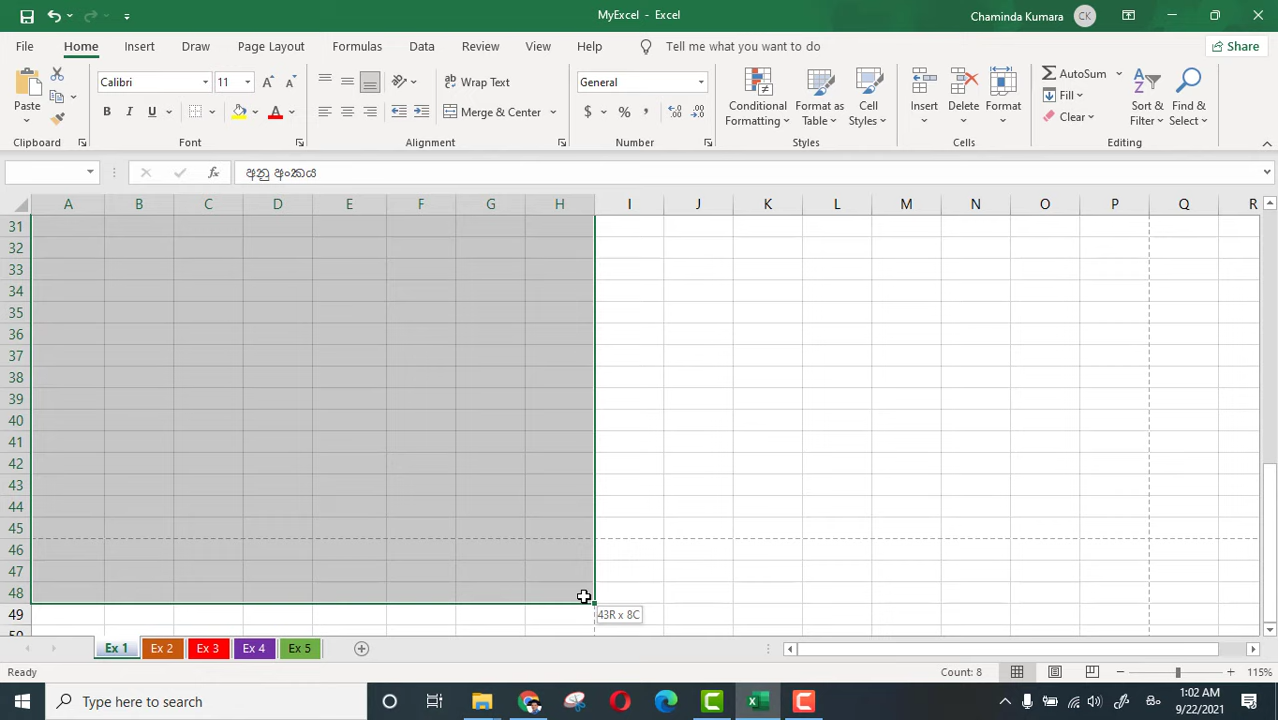 MyExcel - Excel
Chaminda Kumara CK
File Home Insert Draw Page Layout Formulas Data Review View Help Tell me what you want to do Share
Paste
Calibri 11
B I U A
Wrap Text
Merge & Center
General
$ % ,
Conditional Formatting
Format as Table
Cell Styles
Insert
Delete
Format
AutoSum
Fill
Clear
Sort & Filter
Find & Select
Clipboard Font Alignment Number Styles Cells Editing
fx අනු අංකය
A B C D E F G H I J K L M N O P Q R
31
32
33
34
35
36
37
38
39
40
41
42
43
44
45
46
47
48
49
43R x 8C
50
Ex 1 Ex 2 Ex 3 Ex 4 Ex 5
Ready Count: 8 115%
Type here to search
1:02 AM
9/22/2021